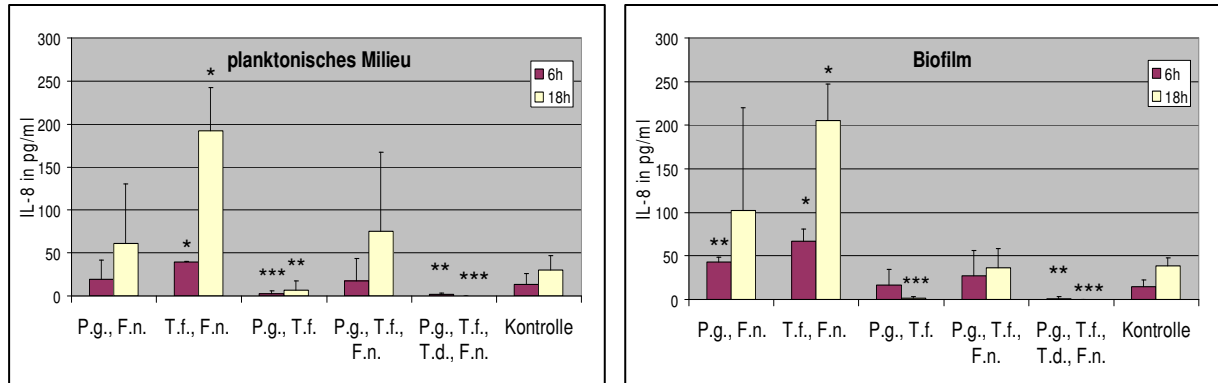 planktonisches Milieu
6h
18h
IL-8 in pg/ml
300
250
200
150
100
50
0
*
*
***
**
**
***
P.g., F.n.
T.f., F.n.
P.g., T.f.
P.g., T.f., F.n.
P.g., T.f., T.d., F.n.
Kontrolle
Biofilm
6h
18h
IL-8 in pg/ml
300
250
200
150
100
50
0
**
*
*
***
**
***
P.g., F.n.
T.f., F.n.
P.g., T.f.
P.g., T.f., F.n.
P.g., T.f., T.d., F.n.
Kontrolle